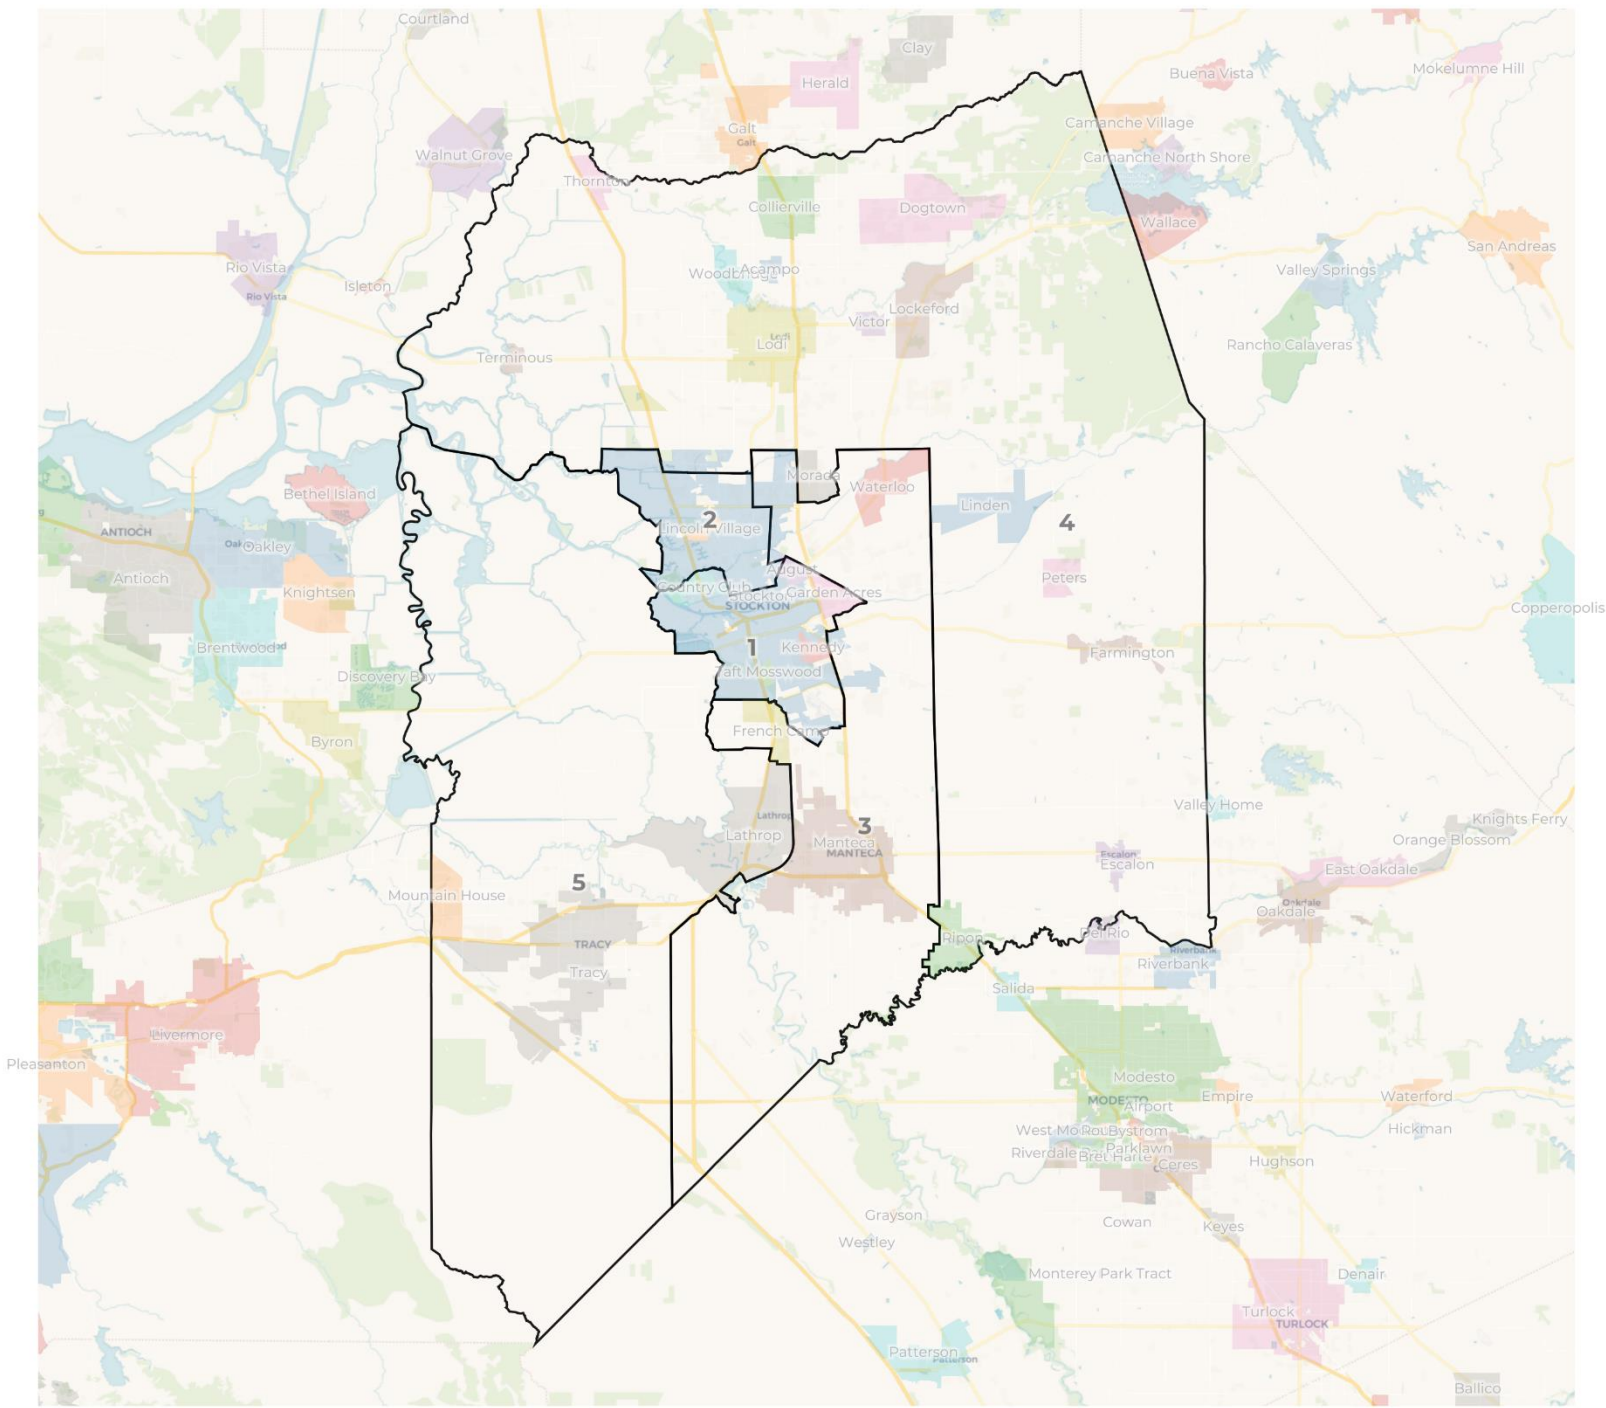 Courtland
Clay
Mokelumne Hill
Buena Vista
Herald
Camanche Village
Galt
Galt
Walnut Grove
Camanche North Shore
Thornton
Collierville
Dogtown
Wallace
San Andreas
Rio Vista
Woodbridge
Acampo
Valley Springs
Isleton
Rio Vista
Lockeford
Victor
Lodi
Lodi
Rancho Calaveras
Terminous
Morada
Waterloo
Bethel Island
Linden
2
4
Lincoln Village
ANTIOCH
Oakley
Antioch
August
Peters
Country Club
Stockton
Garden Acres
Knightsen
STOCKTON
Copperopolis
Brentwood
1
Kennedy
Farmington
Taft Mosswood
Discovery Bay
French Camp
Byron
Valley Home
Lathrop
Knights Ferry
3
Lathrop
Manteca
MANTECA
Orange Blossom
Escalon
Escalon
East Oakdale
5
Mountain House
Oakdale
Oakdale
Del Rio
Ripon
TRACY
Riverbank
Riverbank
Tracy
Salida
Livermore
Pleasanton
Modesto
MODESTO
Airport
Empire
Waterford
Hickman
West Mo
Rou
Bystrom
Parklawn
Riverdale
Bret Harte
Ceres
Hughson
Grayson
Cowan
Keyes
Westley
Monterey Park Tract
Denair
Turlock
TURLOCK
Patterson
Patterson
Ballico